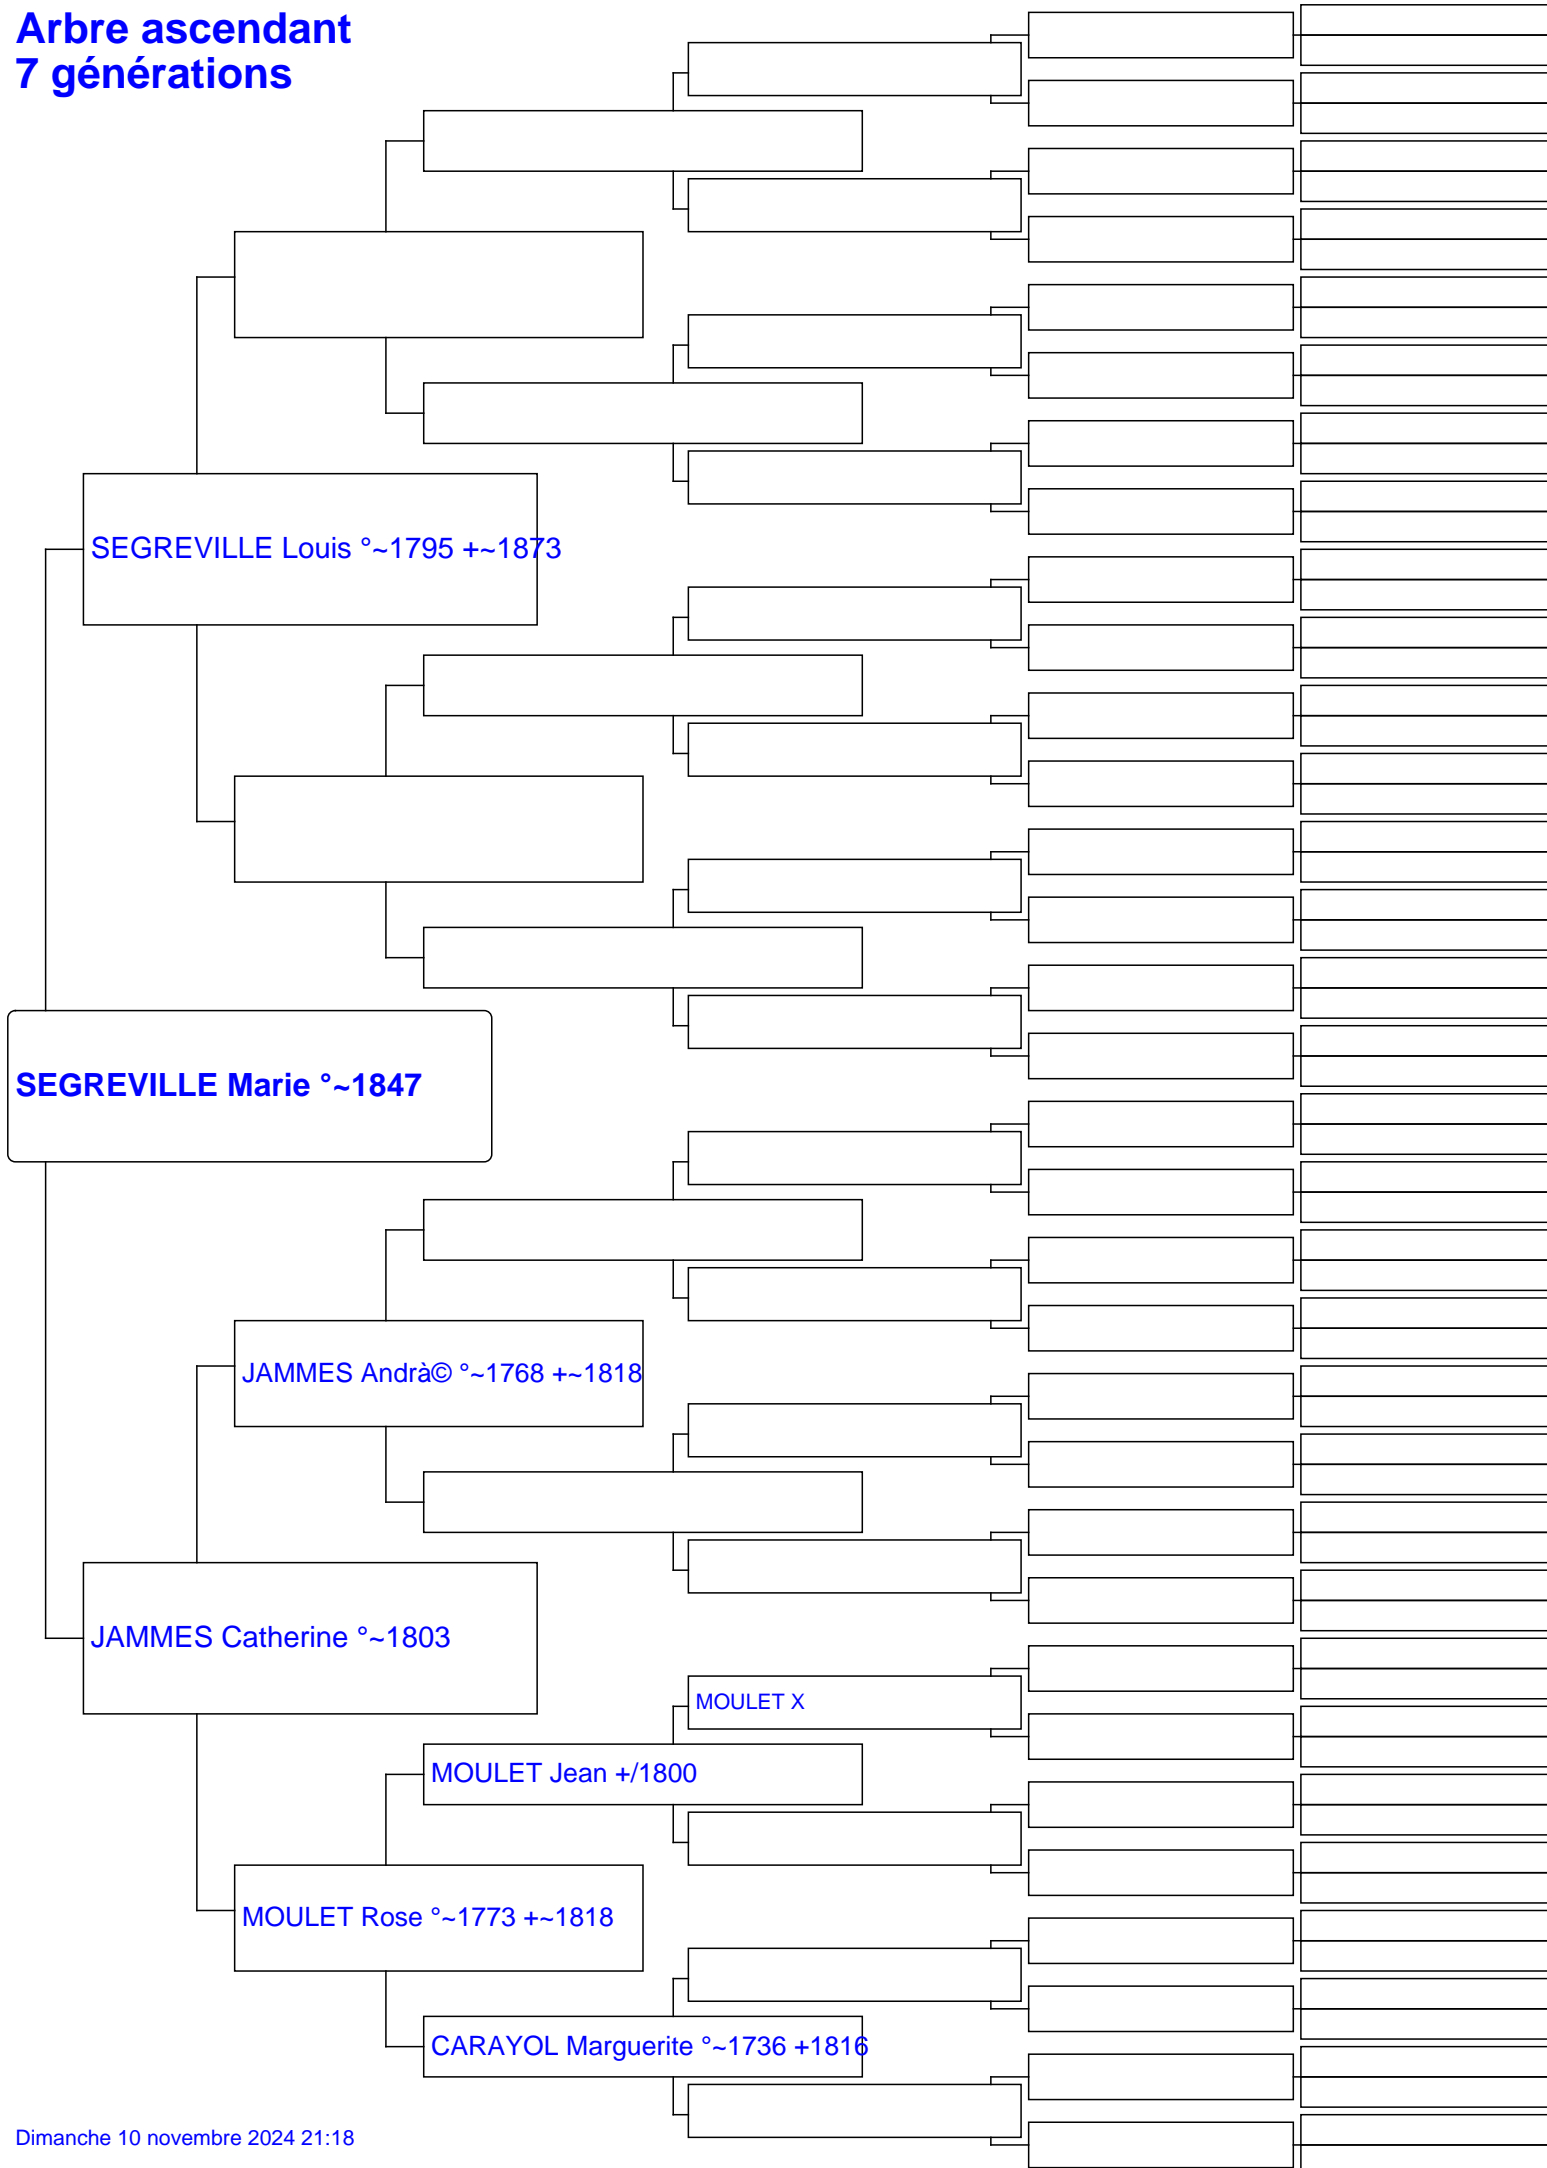 Arbre ascendant
7 générations
SEGREVILLE Louis °~1795 +~1873
SEGREVILLE Marie °~1847
JAMMES Andrà© °~1768 +~1818
JAMMES Catherine °~1803
MOULET X
MOULET Jean +/1800
MOULET Rose °~1773 +~1818
CARAYOL Marguerite °~1736 +1816
Dimanche 10 novembre 2024 21:18